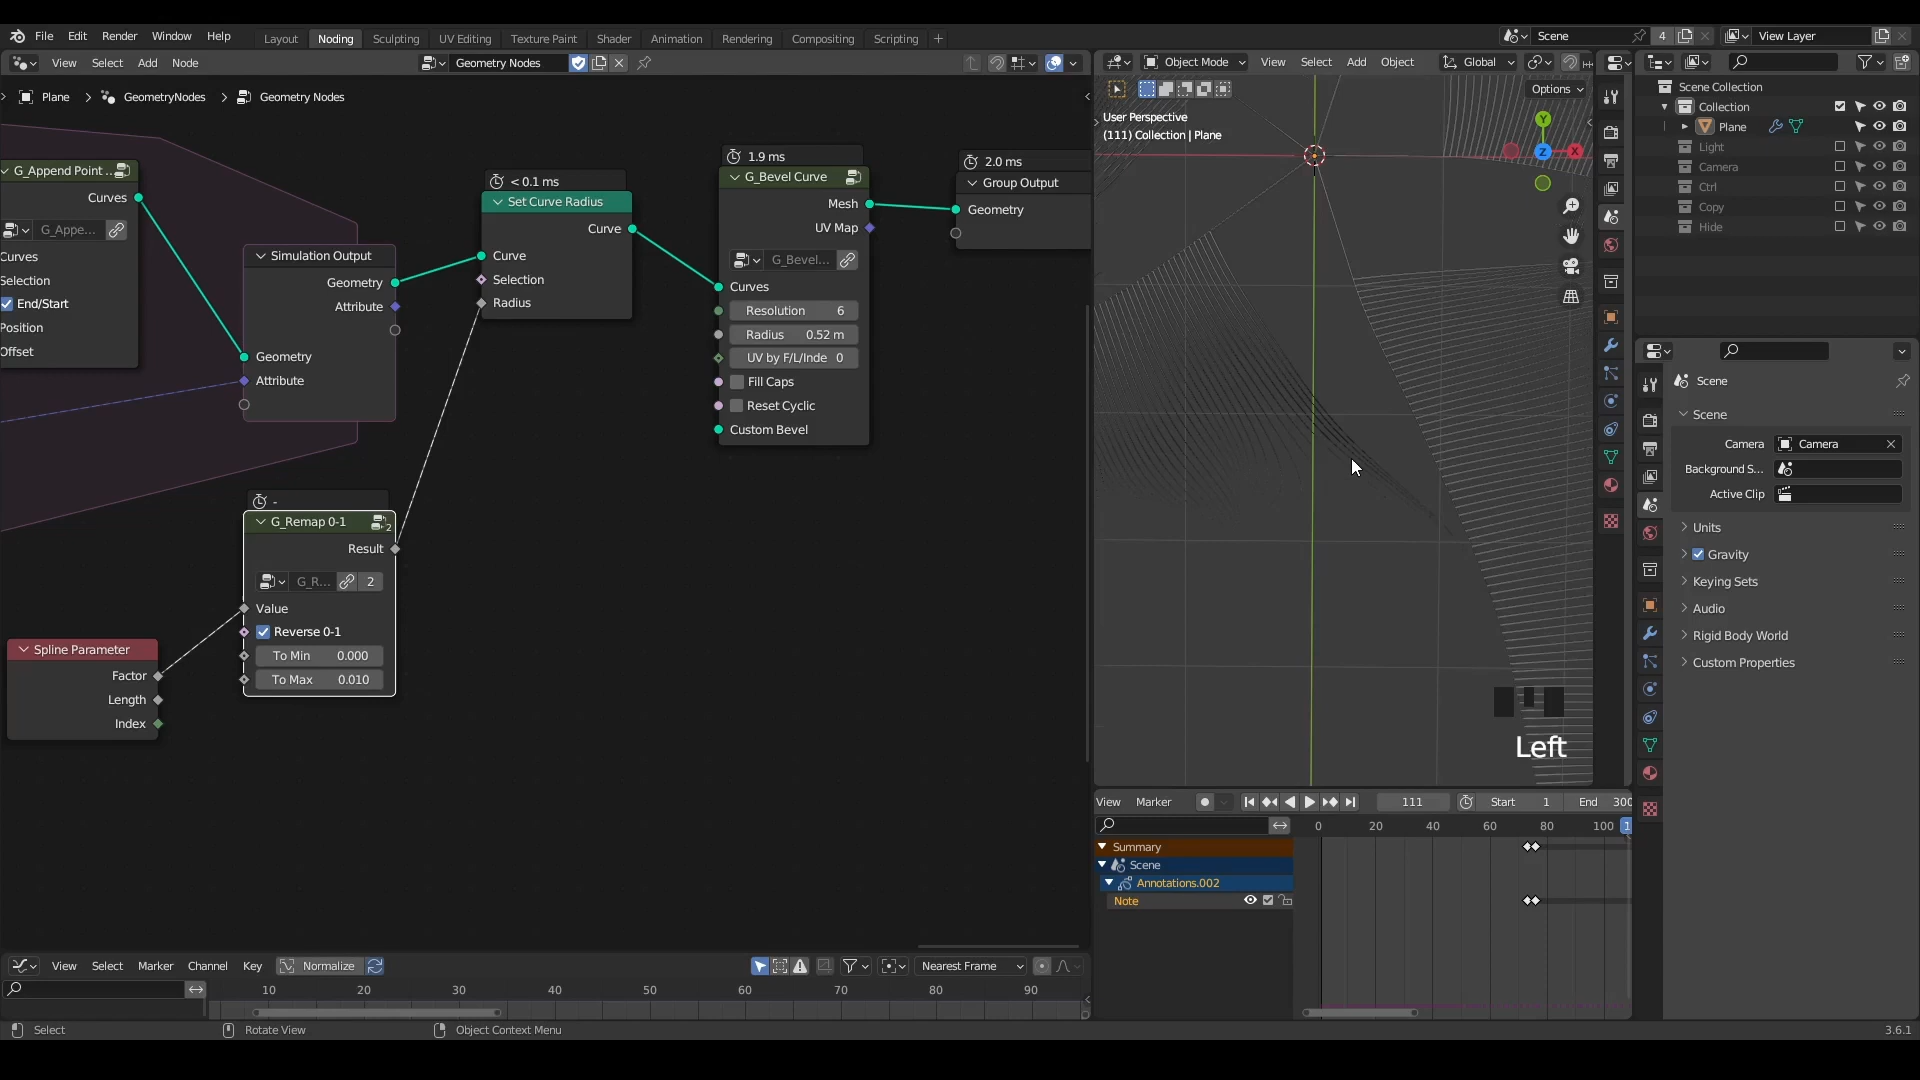 File Edit Render Window Help Layout Noding Sculpting UV Editing Texture Paint Shader Animation Rendering Compositing Scripting + Scene 4 View Layer
View Select Add Node Geometry Nodes Object Mode View Select Add Object Global
Plane > GeometryNodes > Geometry Nodes
Options
User Perspective
(111) Collection | Plane
Y
X
Z
G_Append Point ..
Curves
G_Appe...
Curves
Selection
End/Start
Position
Offset
Simulation Output
Geometry
Attribute
Geometry
Attribute
< 0.1 ms
Set Curve Radius
Curve
Curve
Selection
Radius
1.9 ms
G_Bevel Curve
Mesh
UV Map
G_Bevel...
Curves
Resolution 6
Radius 0.52 m
UV by F/L/Inde 0
Fill Caps
Reset Cyclic
Custom Bevel
2.0 ms
Group Output
Geometry
-
G_Remap 0-1
2
Result
G_R... 2
Value
Reverse 0-1
To Min 0.000
To Max 0.010
Spline Parameter
Factor
Length
Index
Left
Scene Collection
Collection
Plane
Light
Camera
Ctrl
Copy
Hide
Scene
Scene
Camera Camera
Background S...
Active Clip
Units
Gravity
Keying Sets
Audio
Rigid Body World
Custom Properties
View Marker 111 Start 1 End 300
0 20 40 60 80 100 1
Summary
Scene
Annotations.002
Note
View Select Marker Channel Key Normalize Nearest Frame
10 20 30 40 50 60 70 80 90
Select Rotate View Object Context Menu 3.6.1